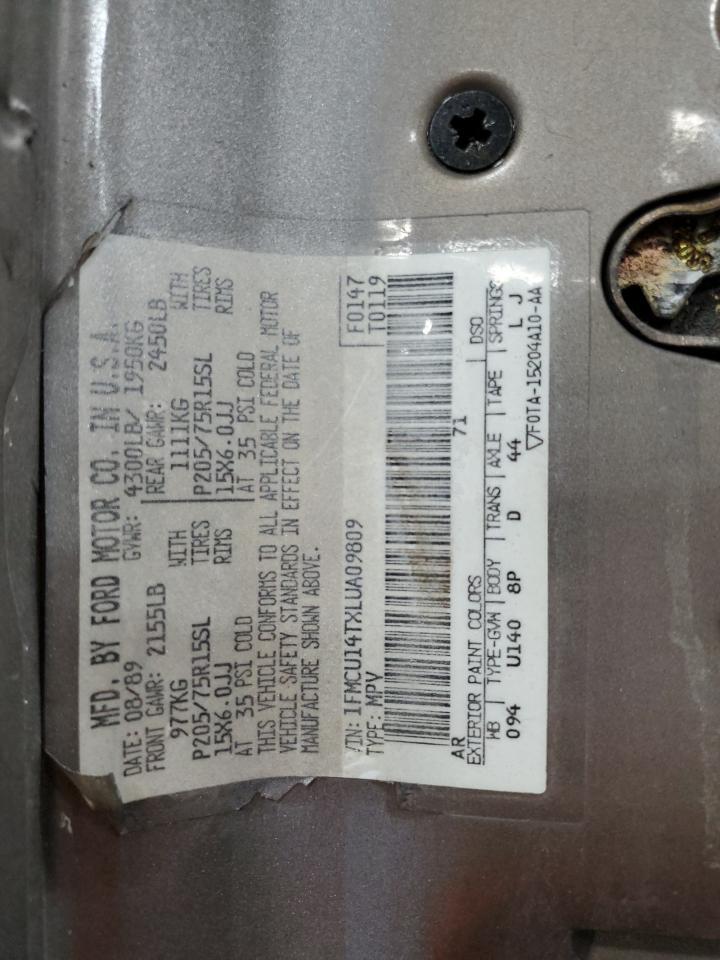 MFD. BY FORD MOTOR CO. IN U.S.A.
DATE: 08/89 GVWR: 4300LB/ 1950KG
FRONT GAWR: 2155LB REAR GAWR: 2450LB
977KG WITH 1111KG WITH
P205/75R15SL TIRES P205/75R15SL TIRES
15X6.0JJ RIMS 15X6.0JJ RIMS
AT 35 PSI COLD AT 35 PSI COLD
THIS VEHICLE CONFORMS TO ALL APPLICABLE FEDERAL MOTOR
VEHICLE SAFETY STANDARDS IN EFFECT ON THE DATE OF
MANUFACTURE SHOWN ABOVE.
VIN: 1FMCU14TXLUA09809 F0147
TYPE: MPV T0119
AR 71
EXTERIOR PAINT COLORS DSO
WB TYPE-GVW BODY TRANS AXLE TAPE SPRINGS
094 U140 8P D 44 L J
▽F0TA-15204A10-AA